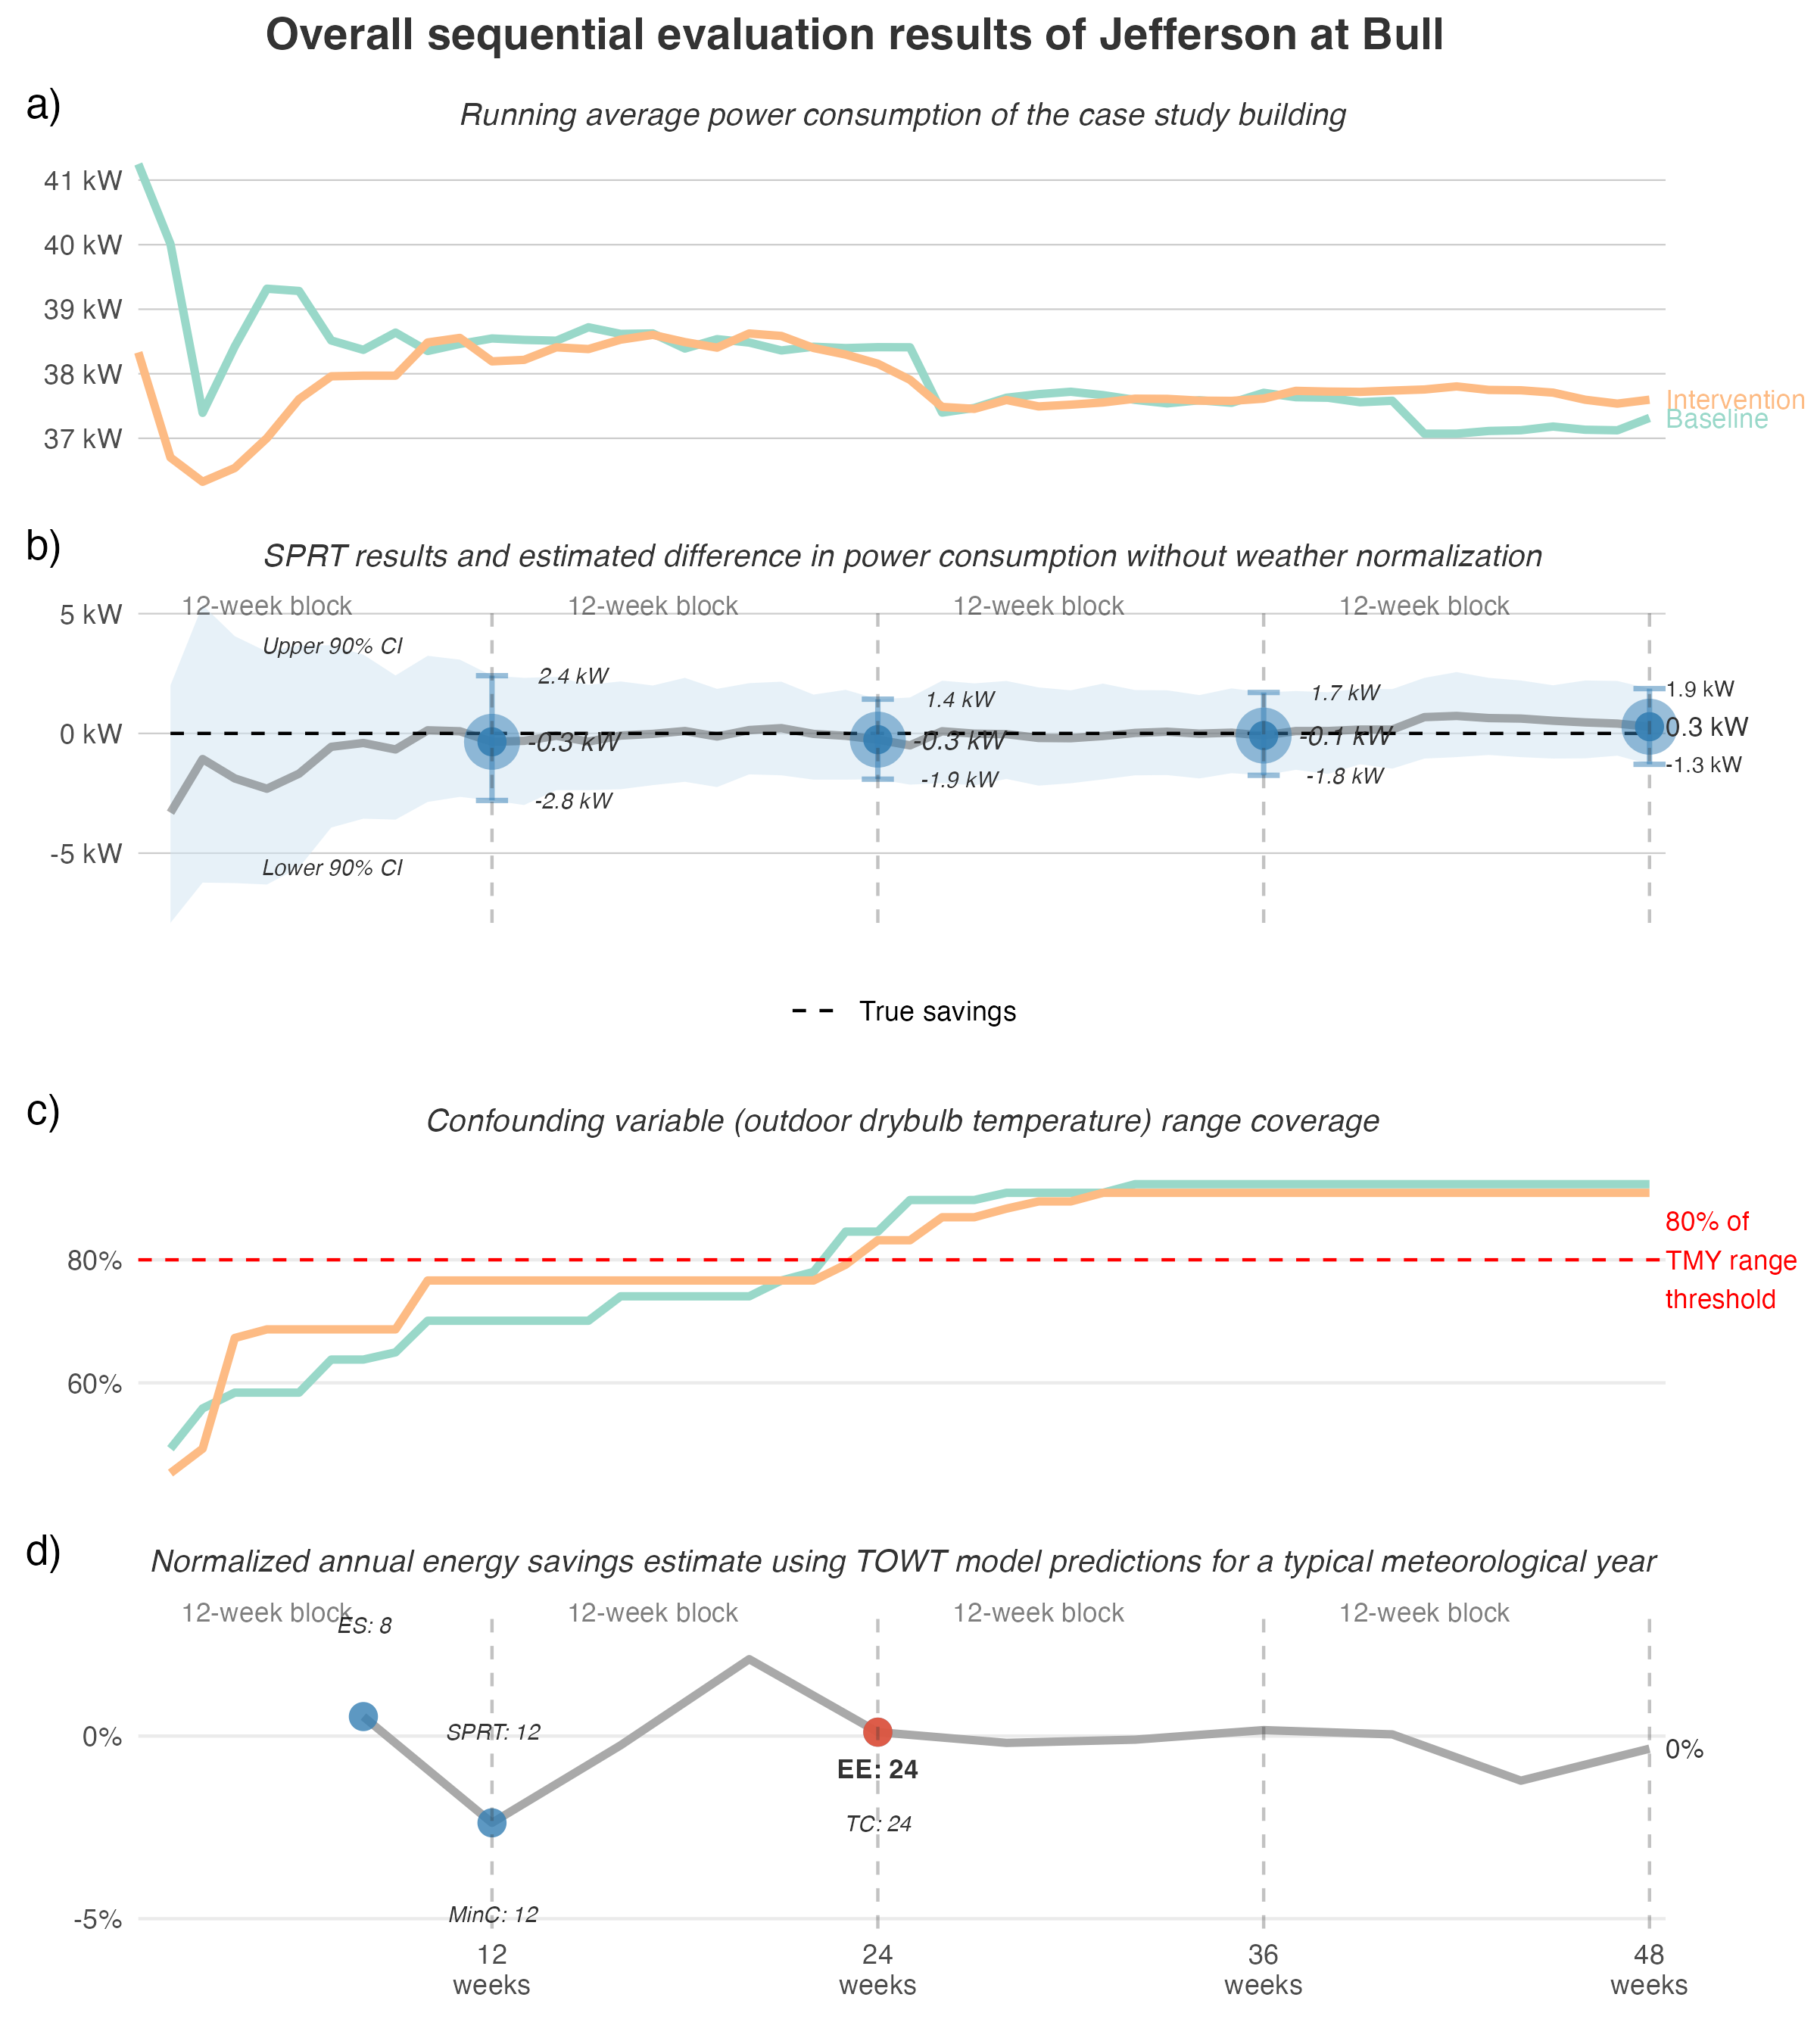 Overall sequential evaluation results of Jefferson at Bull
a)
Running average power consumption of the case study building
41 kW
40 kW
39 kW
38 kW
37 kW
Intervention
Baseline
b)
SPRT results and estimated difference in power consumption without weather normalization
12-week block 12-week block 12-week block 12-week block
5 kW
0 kW
-5 kW
Upper 90% CI
Lower 90% CI
2.4 kW
-0.3 kW
-2.8 kW
1.4 kW
-0.3 kW
-1.9 kW
1.7 kW
-0.1 kW
-1.8 kW
1.9 kW
0.3 kW
-1.3 kW
True savings
c)
Confounding variable (outdoor drybulb temperature) range coverage
80%
60%
80% of
TMY range
threshold
d)
Normalized annual energy savings estimate using TOWT model predictions for a typical meteorological year
12-week block 12-week block 12-week block 12-week block
ES: 8
SPRT: 12
0%
EE: 24
0%
TC: 24
MinC: 12
-5%
12
weeks
24
weeks
36
weeks
48
weeks